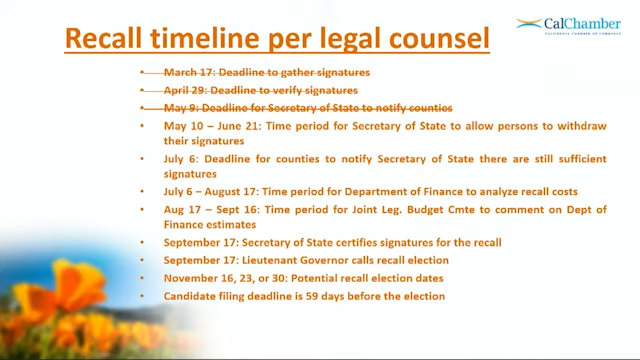 CalChamber
CALIFORNIA CHAMBER OF COMMERCE
Recall timeline per legal counsel
• March 17: Deadline to gather signatures
• April 29: Deadline to verify signatures
• May 9: Deadline for Secretary of State to notify counties
• May 10 – June 21: Time period for Secretary of State to allow persons to withdraw
their signatures
• July 6: Deadline for counties to notify Secretary of State there are still sufficient
signatures
• July 6 – August 17: Time period for Department of Finance to analyze recall costs
• Aug 17 – Sept 16: Time period for Joint Leg. Budget Cmte to comment on Dept of
Finance estimates
• September 17: Secretary of State certifies signatures for the recall
• September 17: Lieutenant Governor calls recall election
• November 16, 23, or 30: Potential recall election dates
• Candidate filing deadline is 59 days before the election